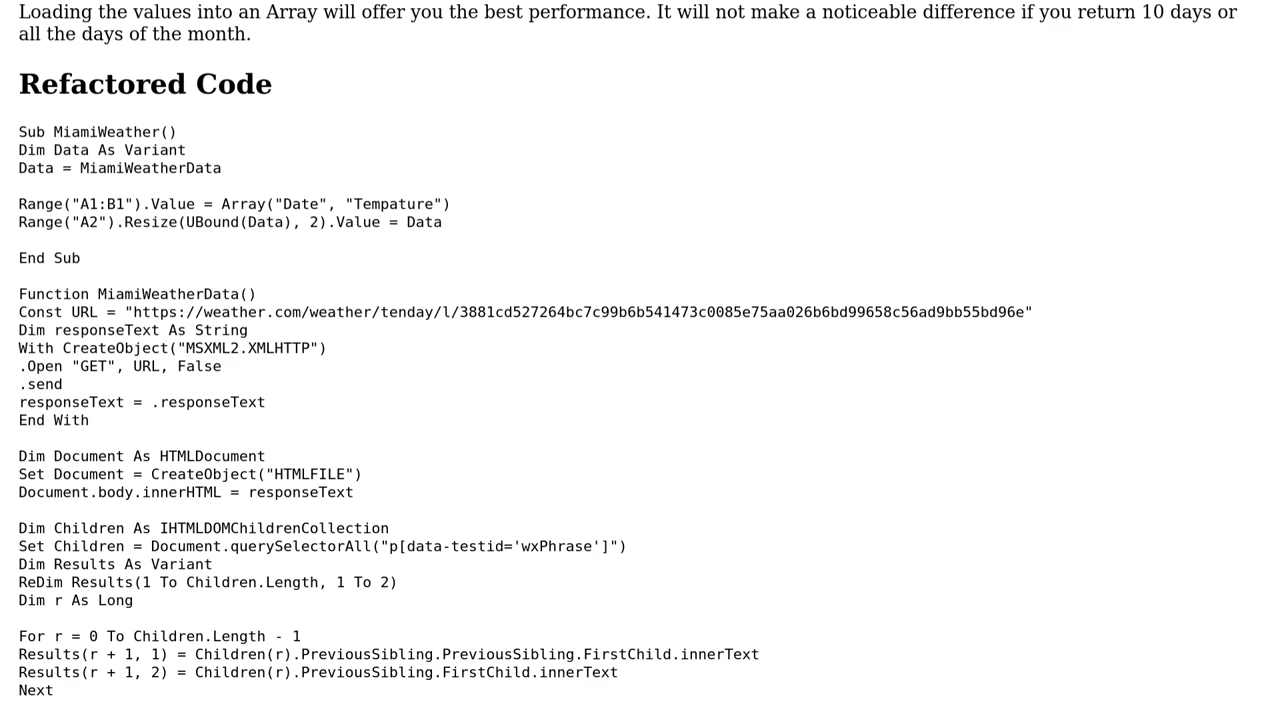 Loading the values into an Array will offer you the best performance. It will not make a noticeable difference if you return 10 days or
all the days of the month.
Refactored Code
Sub MiamiWeather()
Dim Data As Variant
Data = MiamiWeatherData
Range("A1:B1").Value = Array("Date", "Tempature")
Range("A2").Resize(UBound(Data), 2).Value = Data
End Sub
Function MiamiWeatherData()
Const URL = "https://weather.com/weather/tenday/l/3881cd527264bc7c99b6b541473c0085e75aa026b6bd99658c56ad9bb55bd96e"
Dim responseText As String
With CreateObject("MSXML2.XMLHTTP")
.Open "GET", URL, False
.send
responseText = .responseText
End With
Dim Document As HTMLDocument
Set Document = CreateObject("HTMLFILE")
Document.body.innerHTML = responseText
Dim Children As IHTMLDOMChildrenCollection
Set Children = Document.querySelectorAll("p[data-testid='wxPhrase']")
Dim Results As Variant
ReDim Results(1 To Children.Length, 1 To 2)
Dim r As Long
For r = 0 To Children.Length - 1
Results(r + 1, 1) = Children(r).PreviousSibling.PreviousSibling.FirstChild.innerText
Results(r + 1, 2) = Children(r).PreviousSibling.FirstChild.innerText
Next